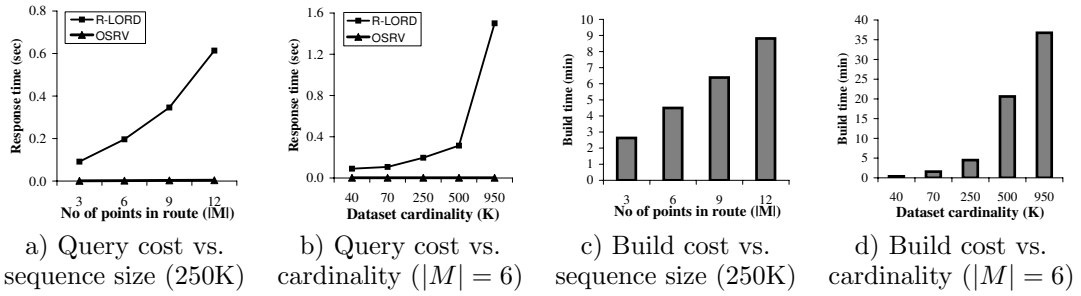 0.8
0.6
0.4
0.2
0.0
Response time (sec)
R-LORD
OSRV
3 6 9 12
No of points in route (|M|)
a) Query cost vs.
sequence size (250K)
1.6
1.2
0.8
0.4
0.0
Response time (sec)
R-LORD
OSRV
40 70 250 500 950
Dataset cardinality (K)
b) Query cost vs.
cardinality (|M| = 6)
10
9
8
7
6
5
4
3
2
1
0
Build time (min)
3 6 9 12
No of points in route (|M|)
c) Build cost vs.
sequence size (250K)
40
35
30
25
20
15
10
5
0
Build time (min)
40 70 250 500 950
Dataset cardinality (K)
d) Build cost vs.
cardinality (|M| = 6)